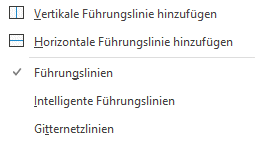 Vertikale Führungslinie hinzufügen
Horizontale Führungslinie hinzufügen
Führungslinien
Intelligente Führungslinien
Gitternetzlinien